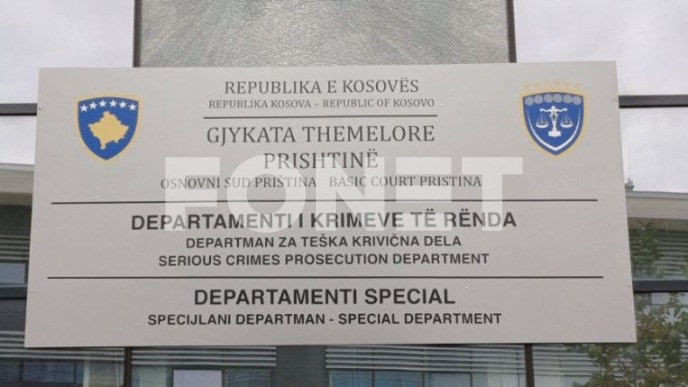 REPUBLIKA E KOSOVËS
REPUBLIKA KOSOVA – REPUBLIC OF KOSOVO
GJYKATA THEMELORE
PRISHTINË
OSNOVNI SUD PRIŠTINA BASIC COURT PRISTINA
FONET
DEPARTAMENTI I KRIMEVE TË RËNDA
DEPARTMAN ZA TEŠKA KRIVIČNA DELA
SERIOUS CRIMES PROSECUTION DEPARTMENT
DEPARTAMENTI SPECIAL
SPECIJLANI DEPARTMAN - SPECIAL DEPARTMENT